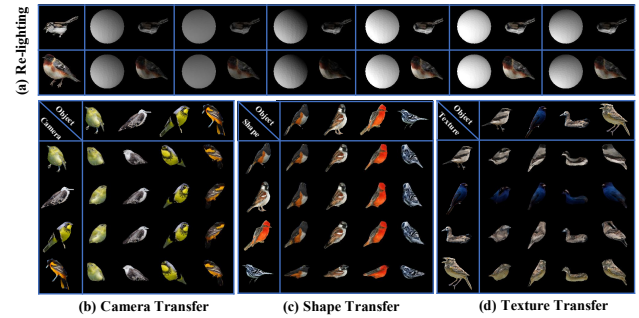 (a) Re-lighting
Object
Camera
Object
Shape
Object
Texture
(b) Camera Transfer
(c) Shape Transfer
(d) Texture Transfer